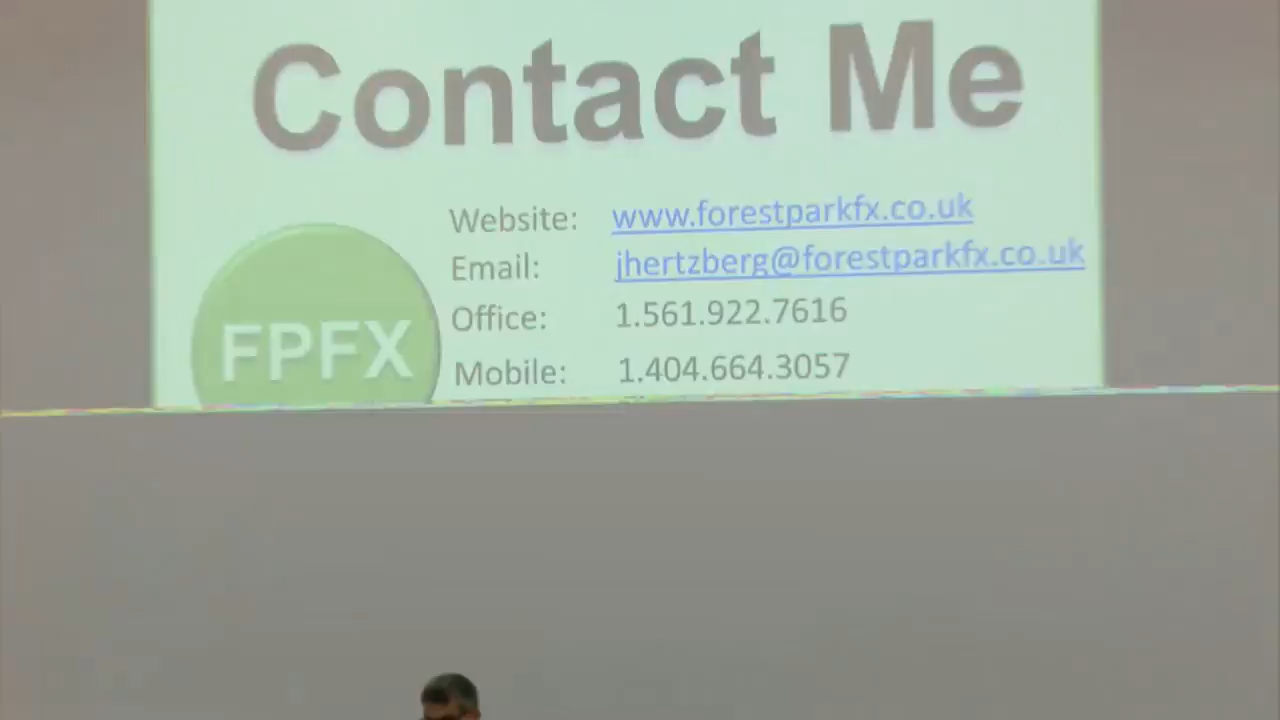 Contact Me
Website: www.forestparkfx.co.uk
Email: jhertzberg@forestparkfx.co.uk
Office: 1.561.922.7616
Mobile: 1.404.664.3057
FPFX